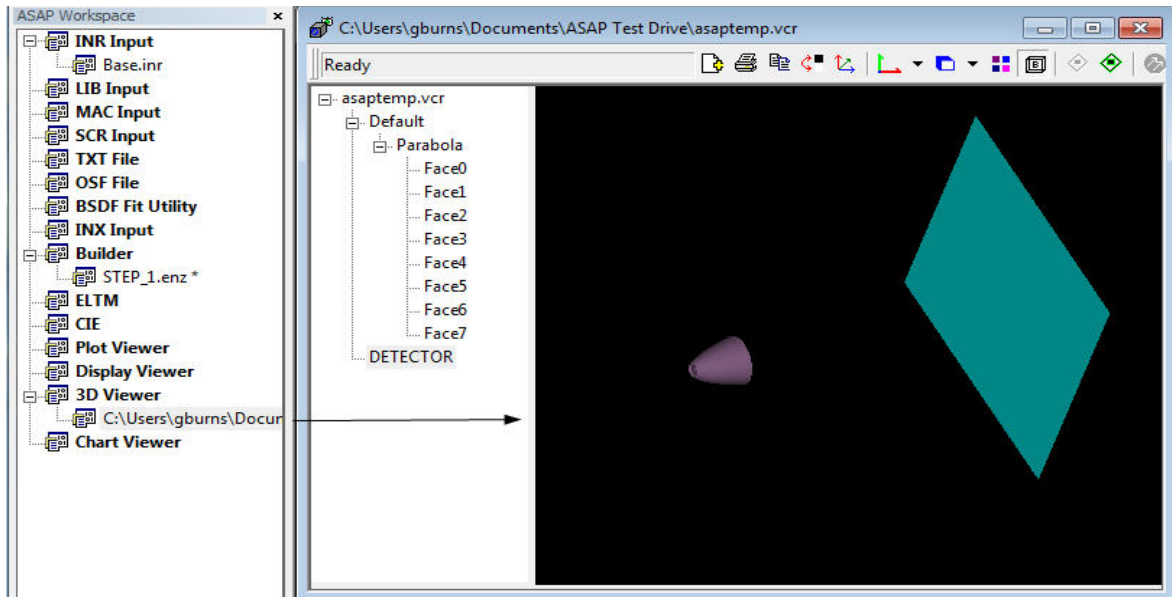 ASAP Workspace
x
INR Input
Base.inr
LIB Input
MAC Input
SCR Input
TXT File
OSF File
BSDF Fit Utility
INX Input
Builder
STEP_1.enz *
ELTM
CIE
Plot Viewer
Display Viewer
3D Viewer
C:\Users\gburns\Docur
Chart Viewer
C:\Users\gburns\Documents\ASAP Test Drive\asaptemp.vcr
Ready
asaptemp.vcr
Default
Parabola
Face0
Face1
Face2
Face3
Face4
Face5
Face6
Face7
DETECTOR